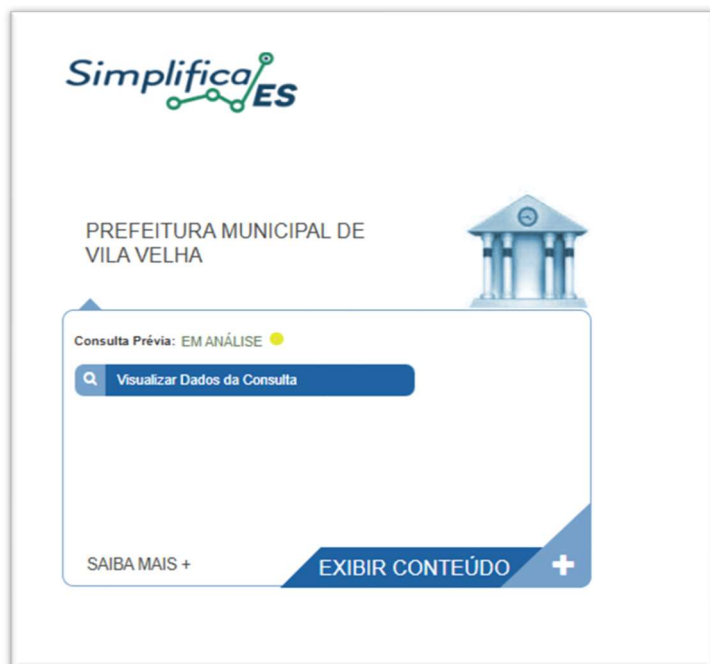 Simplifica
ES
PREFEITURA MUNICIPAL DE
VILA VELHA
Consulta Prévia: EM ANÁLISE
Visualizar Dados da Consulta
SAIBA MAIS +
EXIBIR CONTEÚDO +